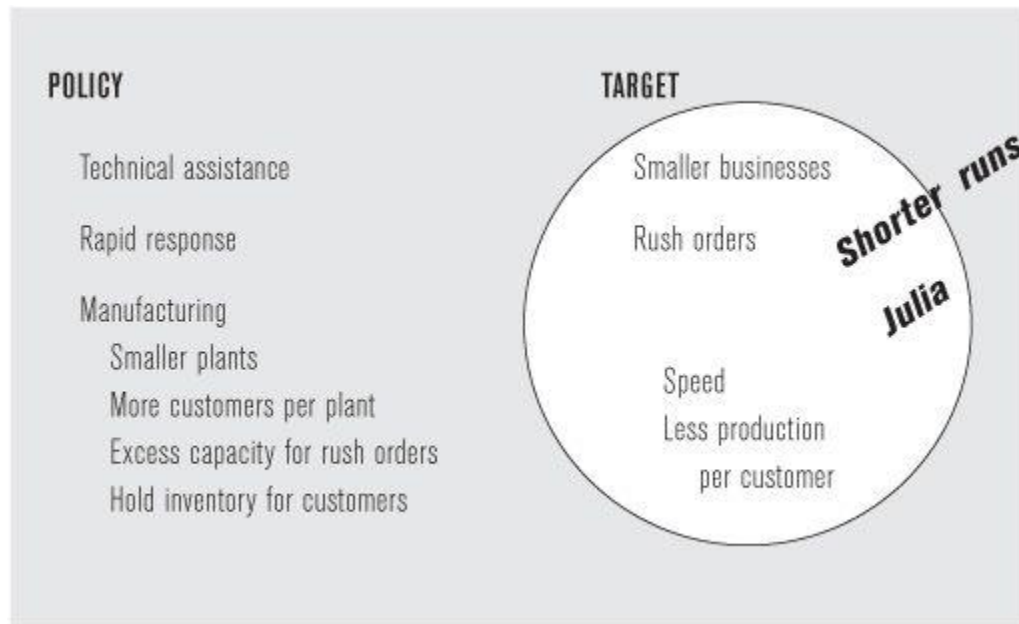 POLICY
TARGET
Technical assistance
Smaller businesses
Rapid response
Rush orders
Shorter runs
Julia
Manufacturing
Smaller plants
More customers per plant
Excess capacity for rush orders
Hold inventory for customers
Speed
Less production
per customer